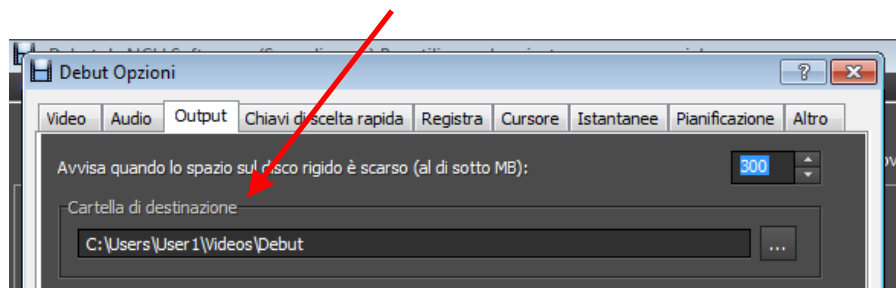 Debut Opzioni
Video Audio Output Chiavi di scelta rapida Registra Cursore Istantanee Pianificazione Altro
Avvisa quando lo spazio sul disco rigido è scarso (al di sotto MB): 300
Cartella di destinazione
C:\Users\User1\Videos\Debut ...